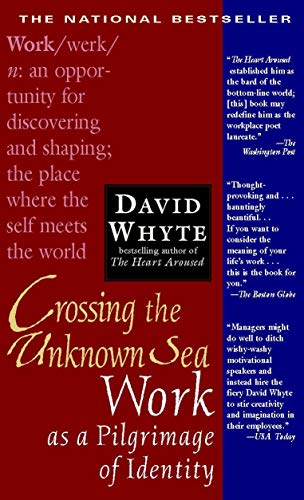 THE NATIONAL BESTSELLER
Work/werk/
n: an oppor-
tunity for
discovering
and shaping;
the place
where the
self meets
the world
DAVID
WHYTE
bestselling author of
The Heart Aroused
Crossing the
Unknown Sea
Work
as a Pilgrimage
of Identity
"The Heart Aroused
established him as
the bard of the
bottom-line world;
[this] book may
redefine him as the
workplace poet
laureate."—The
Washington Post
"Thought-
provoking and . . .
hauntingly
beautiful. . .
If you want to
consider the
meaning of your
life's work . . .
this is the book
for you."
—The Boston Globe
"Managers might
do well to ditch
wishy-washy
motivational
speakers and
instead hire the
fiery David Whyte
to stir creativity
and imagination in
their employees."
—USA Today